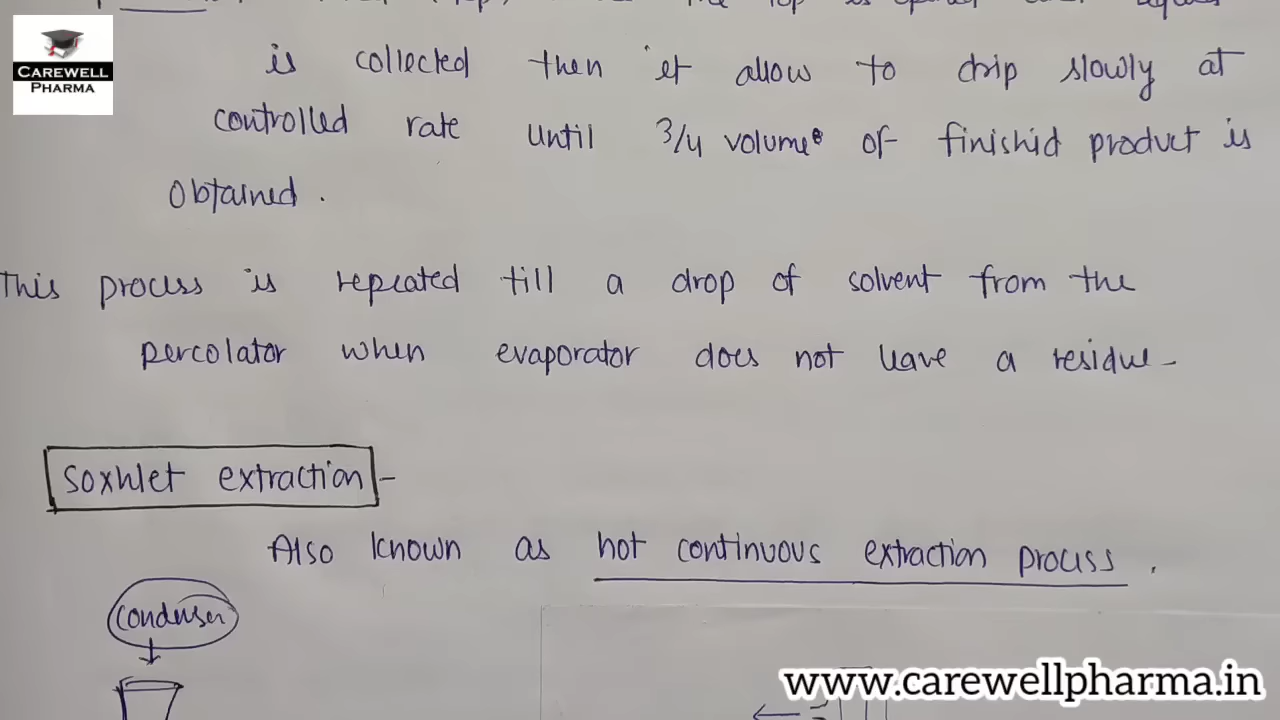 is opened
CAREWELL
PHARMA
is collected then it allow to drip slowly at
controlled rate until 3/4 volume of finishid product is
obtained.
This process is repeated till a drop of solvent from the
percolator when evaporator does not leave a residue -
Soxhlet extraction -
Also known as hot continuous extraction process.
Condenser
www.carewellpharma.in